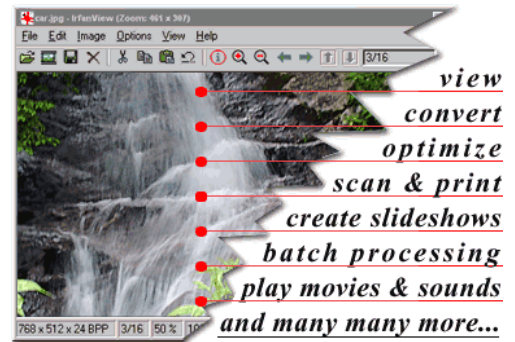 car.jpg - IrfanView (Zoom: 461 x 307)
File Edit Image Options View Help
3/16
view
convert
optimize
scan & print
create slideshows
batch processing
play movies & sounds
and many many more...
768 x 512 x 24 BPP 3/16 50 %